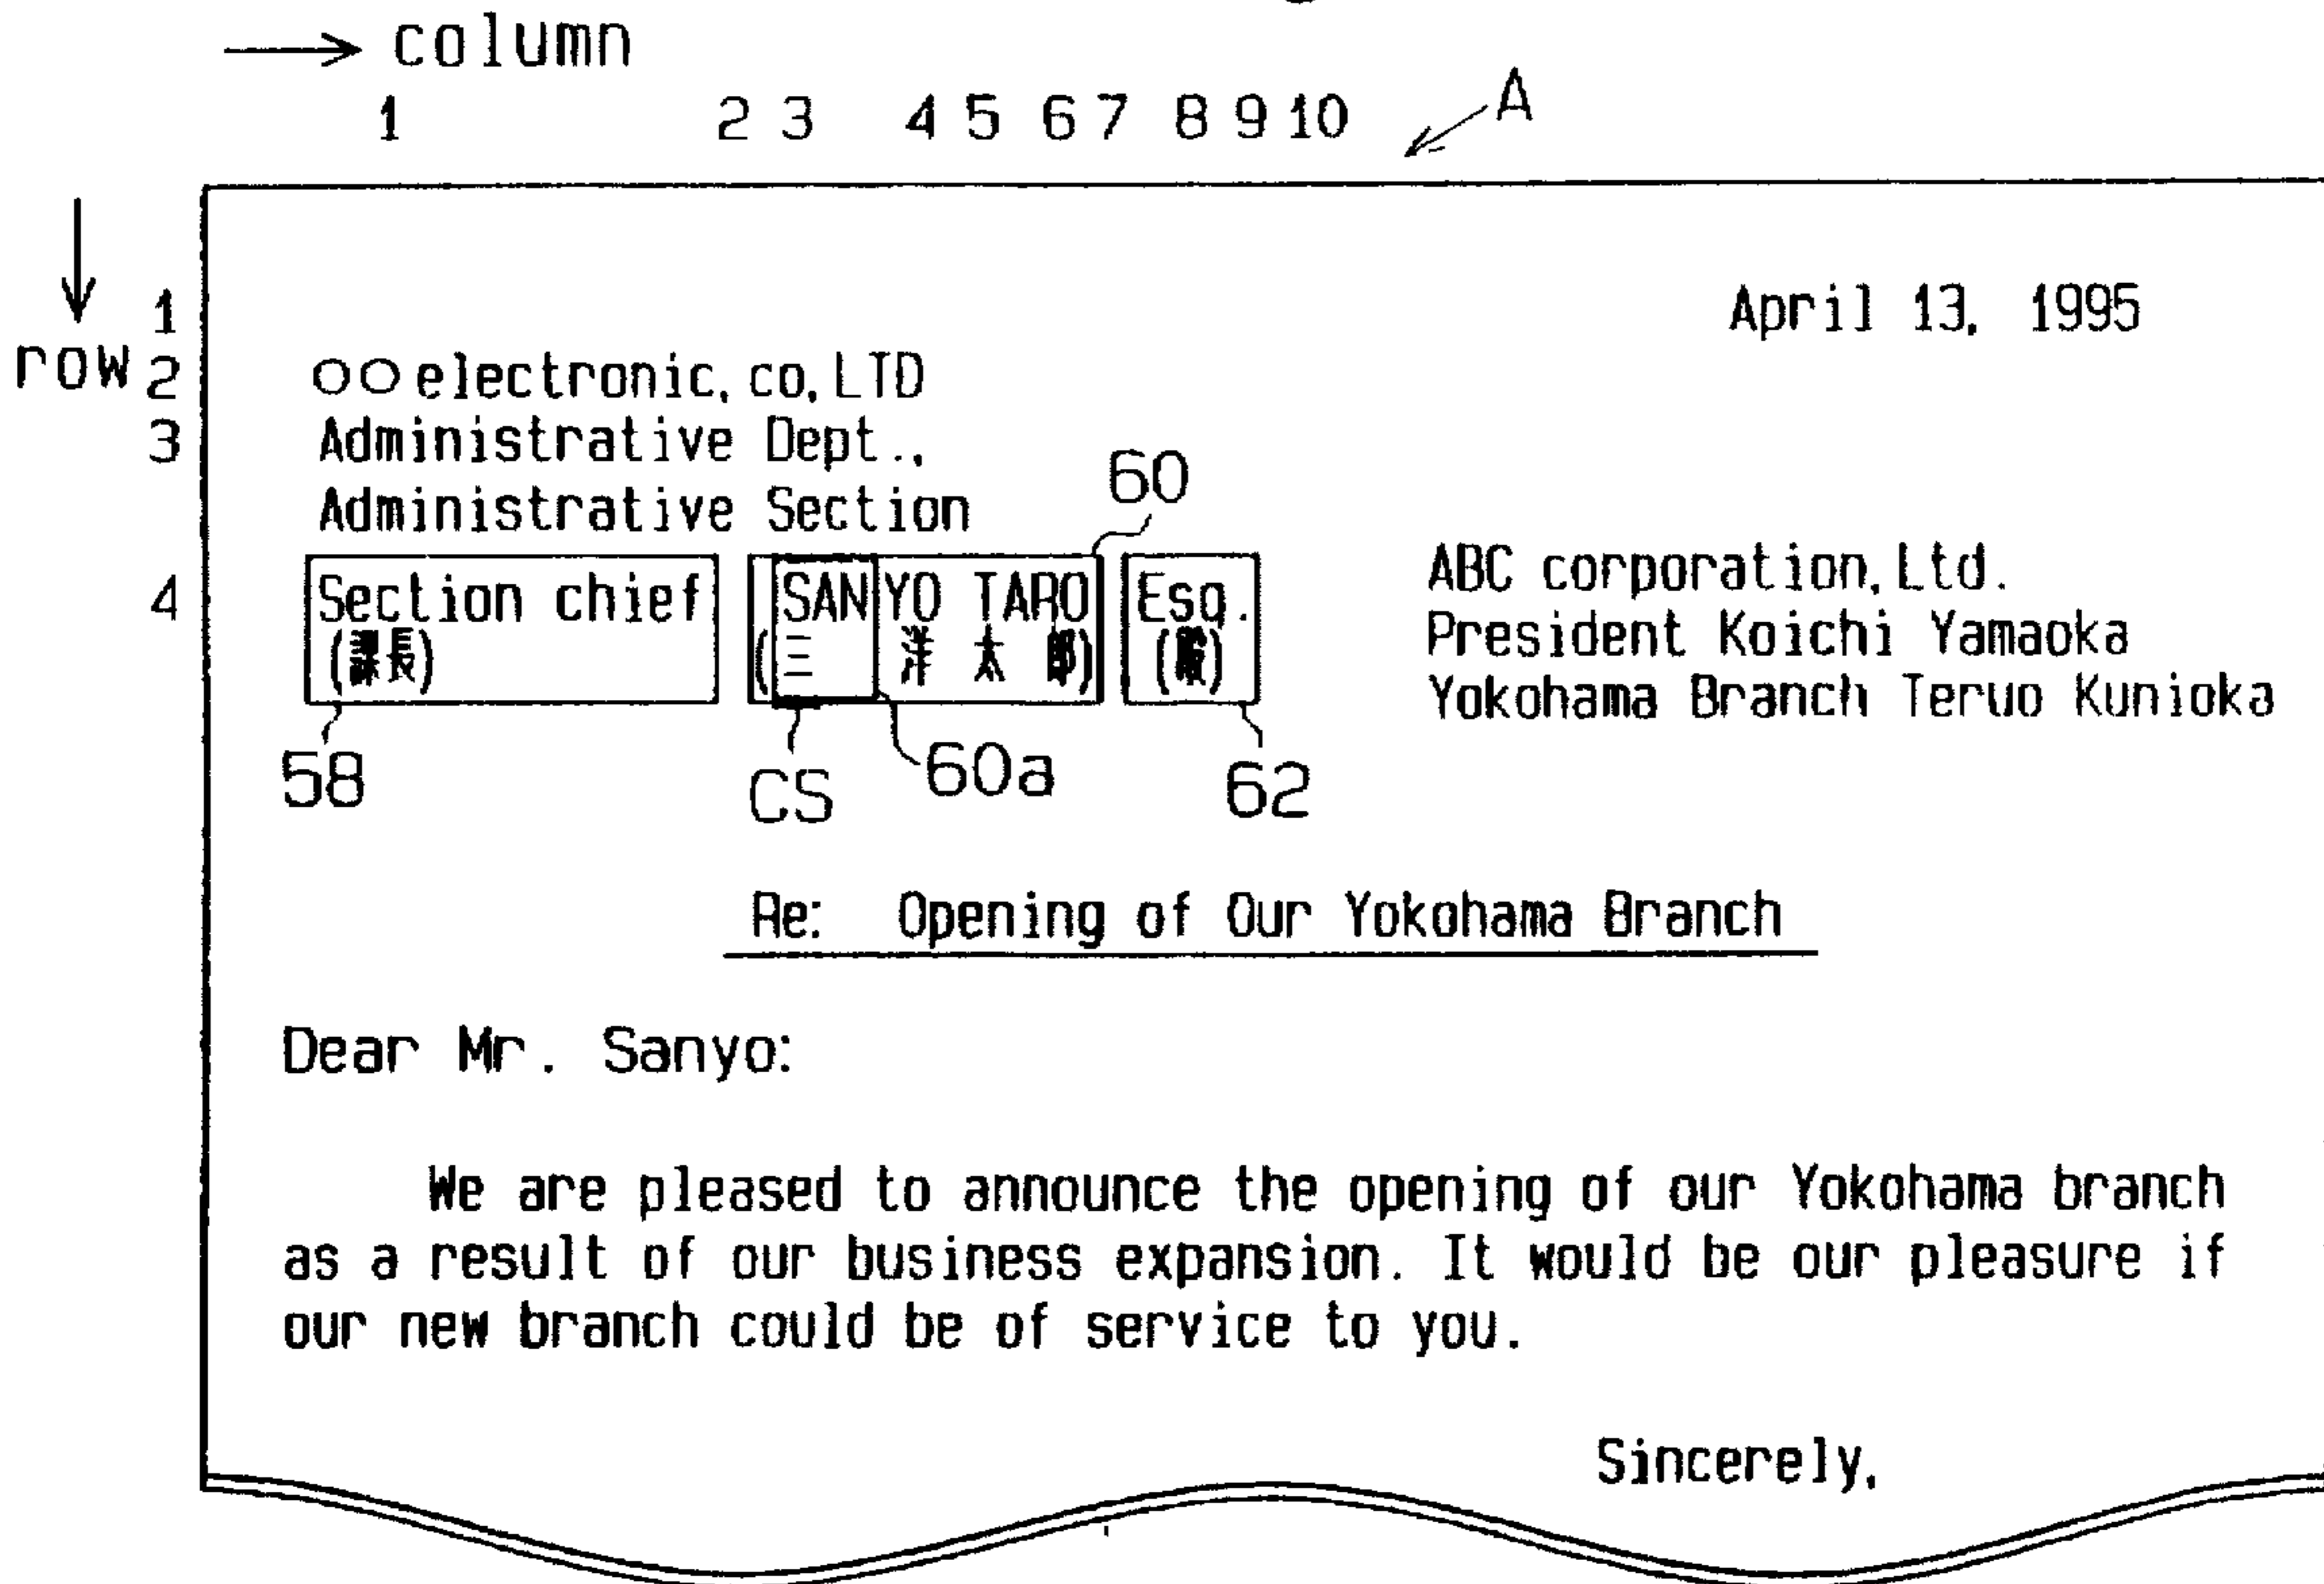 → column
1 2 3 4 5 6 7 8 9 10 A
row
1 April 13, 1995
2 ○○electronic,co,LTD
3 Administrative Dept.,
Administrative Section
60
4 Section chief SANYO TARO Esq.
(課長) (三洋太郎) (殿)
ABC corporation,Ltd.
President Koichi Yamaoka
Yokohama Branch Teruo Kunioka
58 CS 60a 62
Re: Opening of Our Yokohama Branch
Dear Mr. Sanyo:
We are pleased to announce the opening of our Yokohama branch
as a result of our business expansion. It would be our pleasure if
our new branch could be of service to you.
Sincerely,